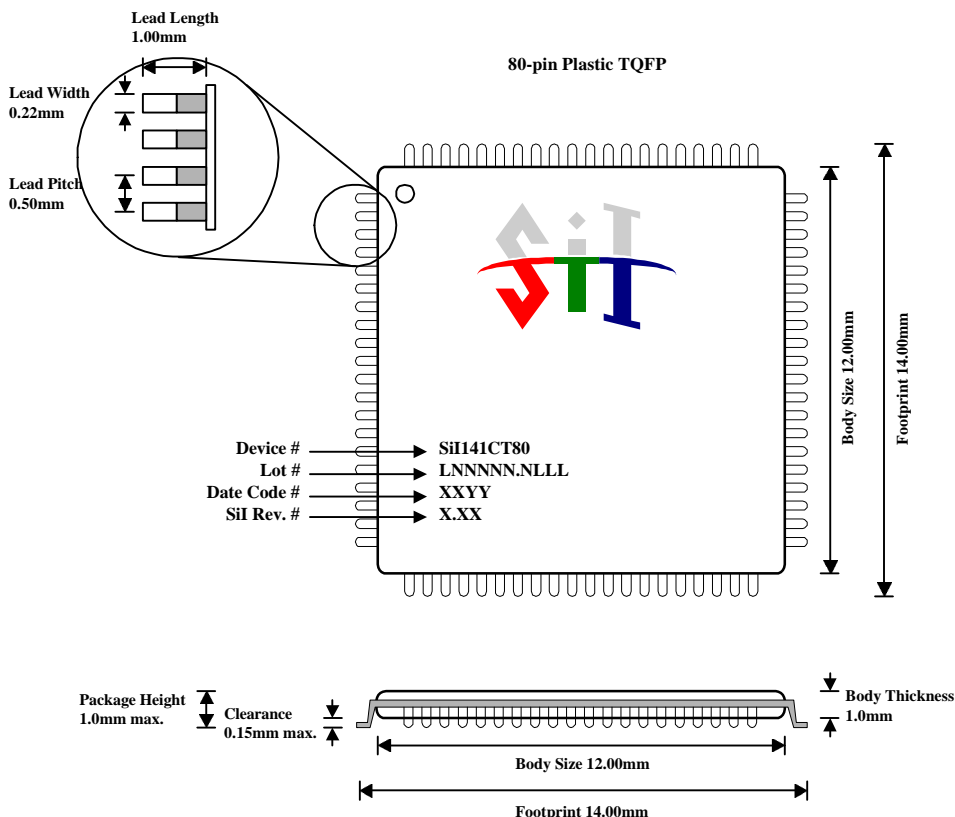 Lead Length
1.00mm
80-pin Plastic TQFP
Lead Width
0.22mm
Lead Pitch
0.50mm
SiI
Body Size 12.00mm
Footprint 14.00mm
Device #
SiI141CT80
Lot #
LNNNNN.NLLL
Date Code #
XXYY
SiI Rev. #
X.XX
Package Height
1.0mm max.
Clearance
0.15mm max.
Body Thickness
1.0mm
Body Size 12.00mm
Footprint 14.00mm